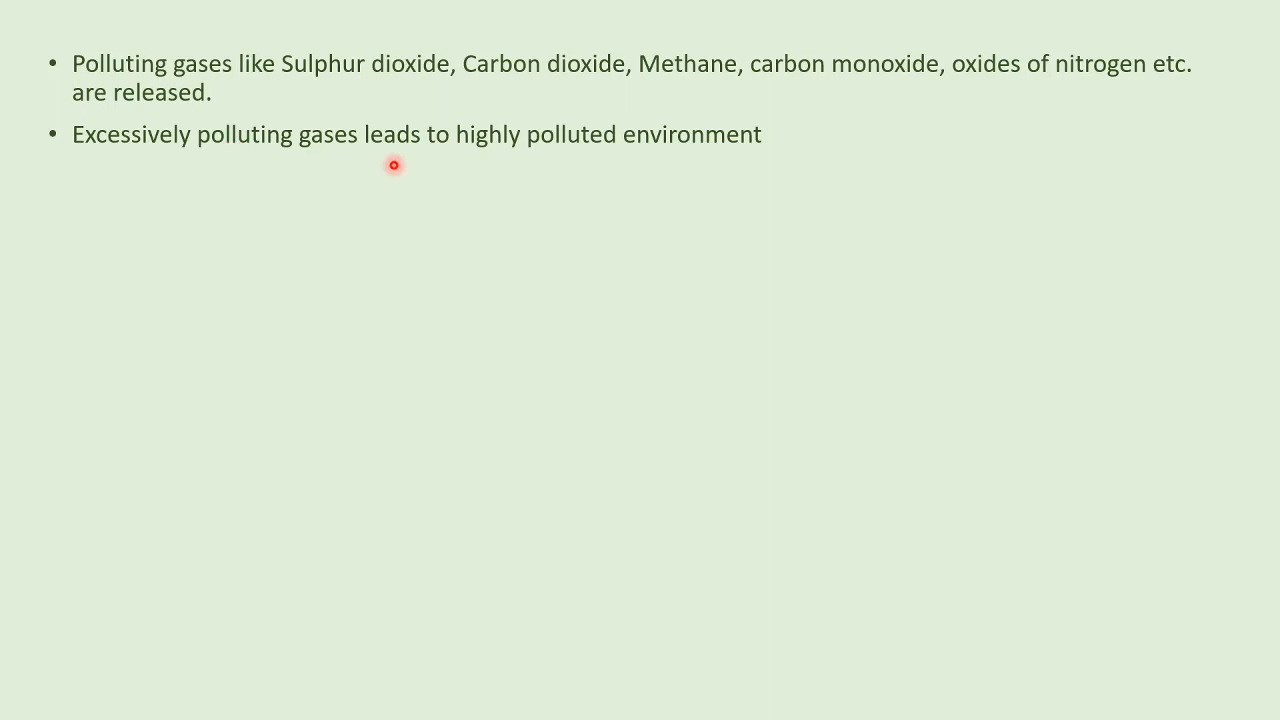 • Polluting gases like Sulphur dioxide, Carbon dioxide, Methane, carbon monoxide, oxides of nitrogen etc.
are released.
• Excessively polluting gases leads to highly polluted environment